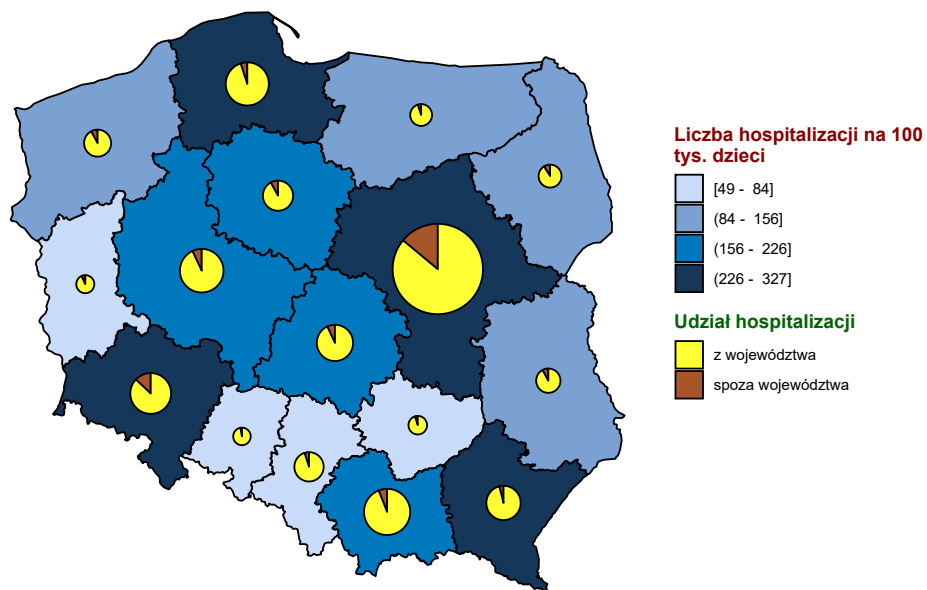 Liczba hospitalizacji na 100
tys. dzieci
[49 - 84]
(84 - 156]
(156 - 226]
(226 - 327]
Udział hospitalizacji
z województwa
spoza województwa